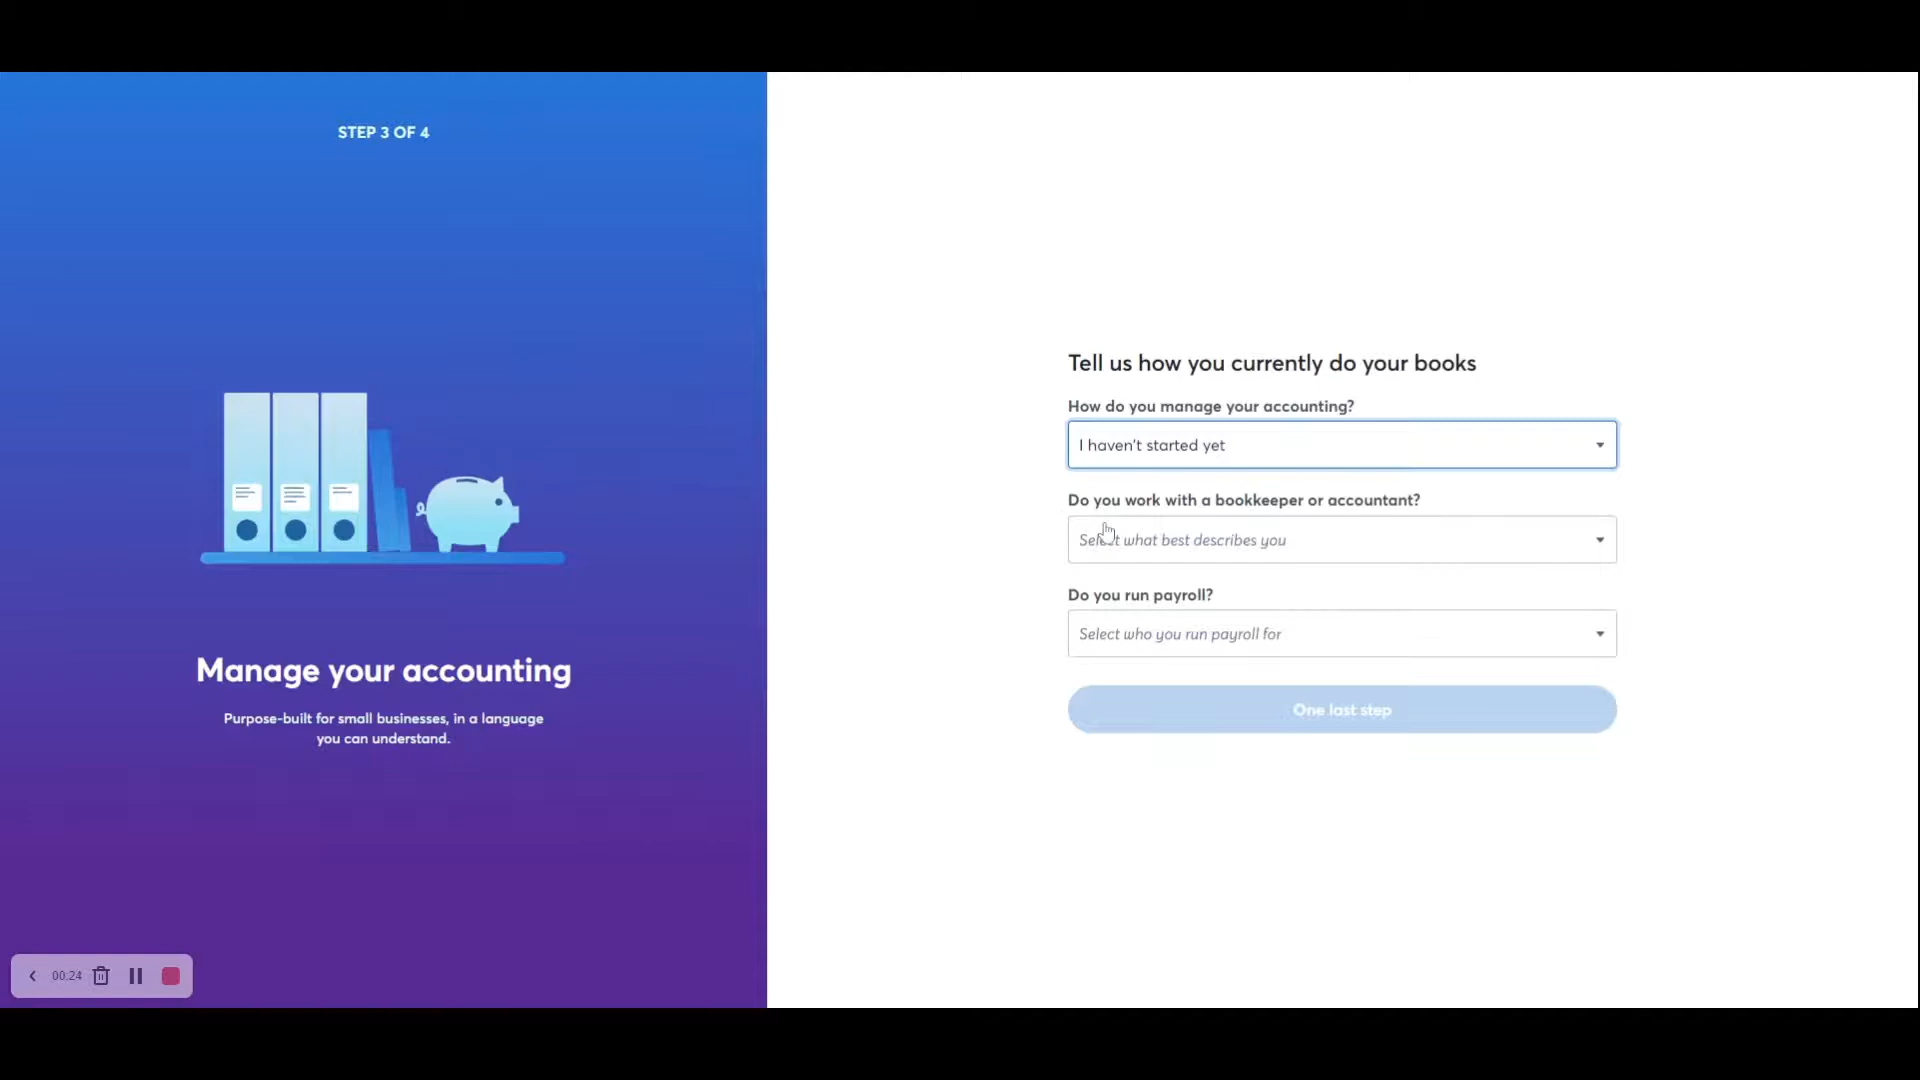 STEP 3 OF 4
Manage your accounting
Purpose-built for small businesses, in a language
you can understand.
00:24
Tell us how you currently do your books
How do you manage your accounting?
I haven't started yet
Do you work with a bookkeeper or accountant?
Select what best describes you
Do you run payroll?
Select who you run payroll for
One last step